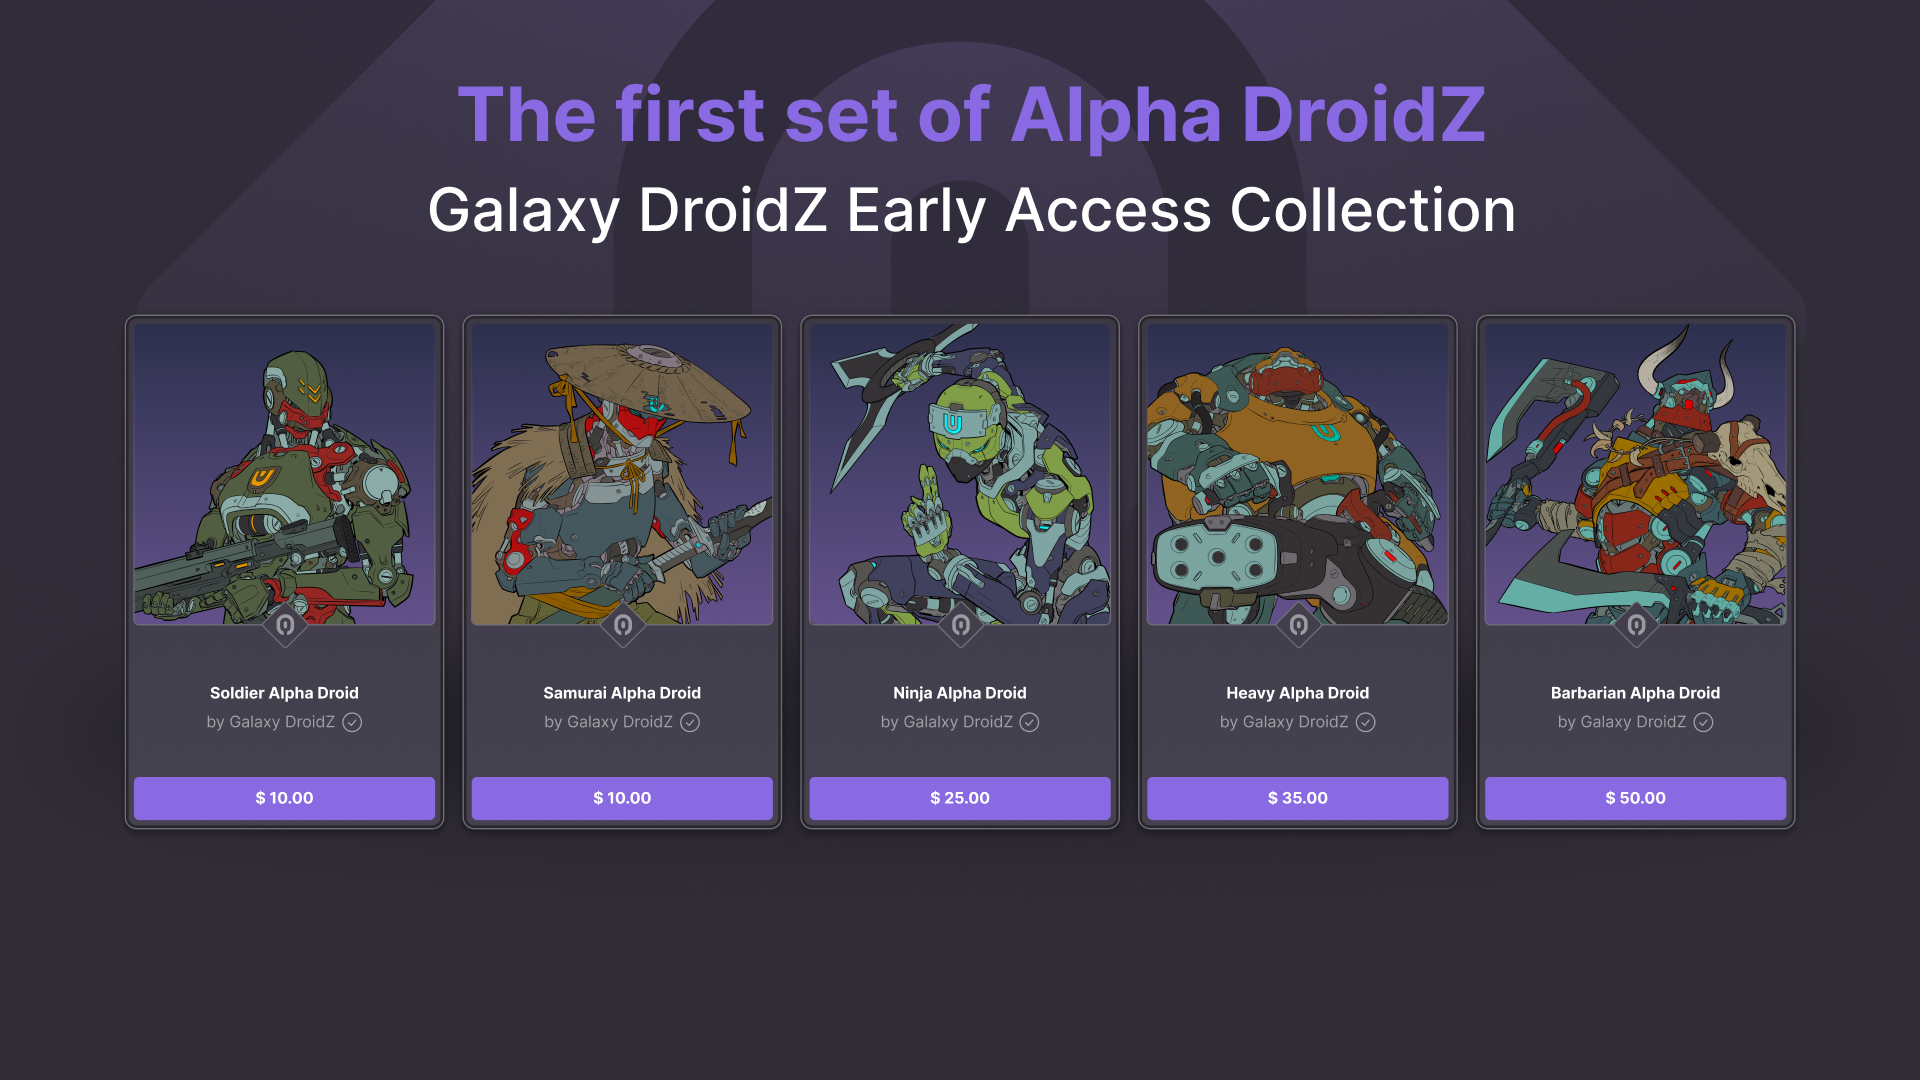 The first set of Alpha DroidZ
Galaxy DroidZ Early Access Collection
Soldier Alpha Droid
by Galaxy DroidZ
$ 10.00
Samurai Alpha Droid
by Galaxy DroidZ
$ 10.00
Ninja Alpha Droid
by Galalxy DroidZ
$ 25.00
Heavy Alpha Droid
by Galaxy DroidZ
$ 35.00
Barbarian Alpha Droid
by Galaxy DroidZ
$ 50.00